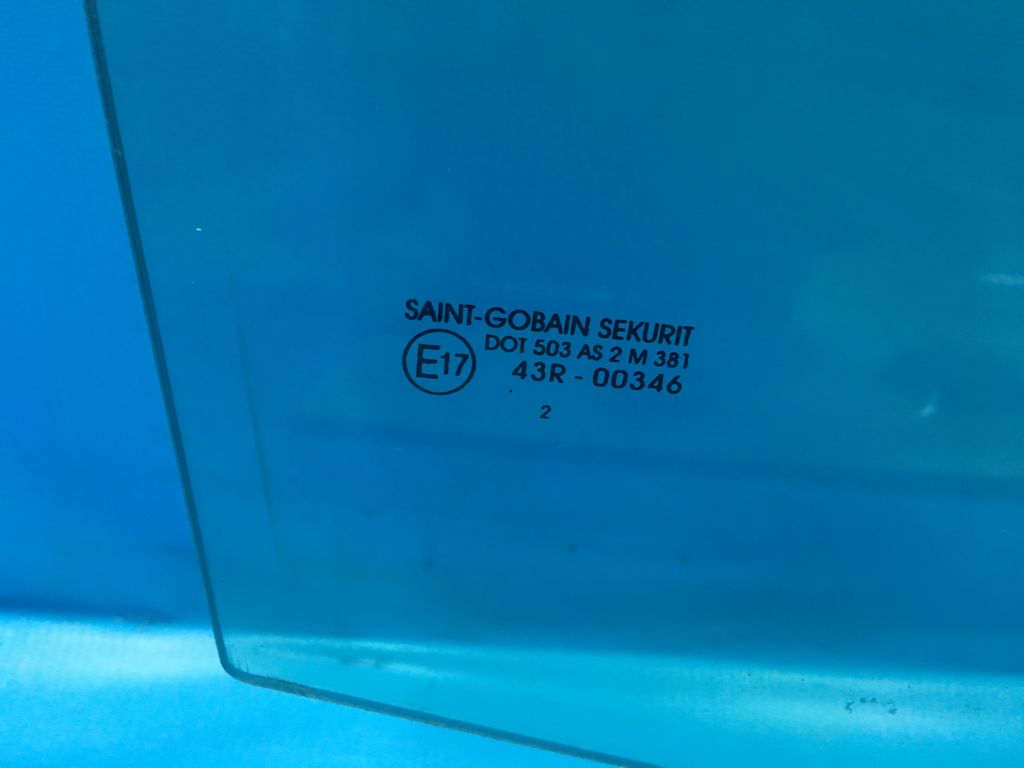 SAINT-GOBAIN SEKURIT
E17 DOT 503 AS 2 M 381
43R - 00346
2